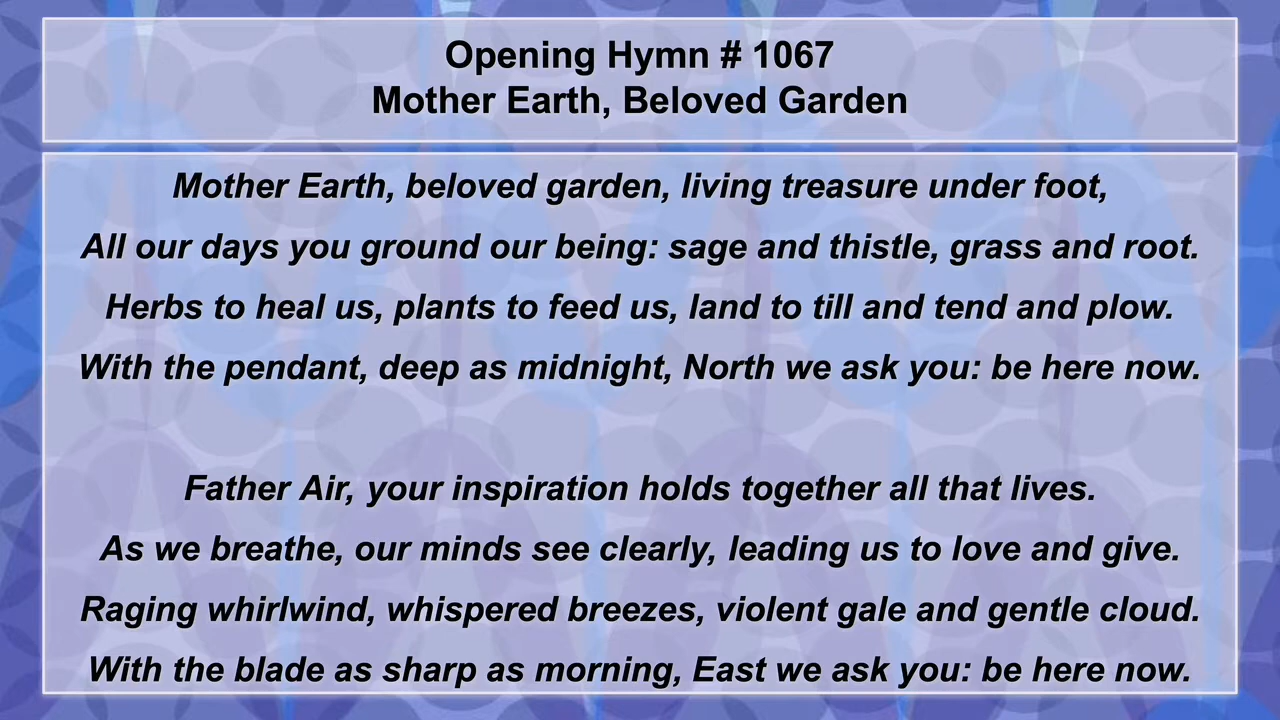 Opening Hymn # 1067
Mother Earth, Beloved Garden
Mother Earth, beloved garden, living treasure under foot,
All our days you ground our being: sage and thistle, grass and root.
Herbs to heal us, plants to feed us, land to till and tend and plow.
With the pendant, deep as midnight, North we ask you: be here now.
Father Air, your inspiration holds together all that lives.
As we breathe, our minds see clearly, leading us to love and give.
Raging whirlwind, whispered breezes, violent gale and gentle cloud.
With the blade as sharp as morning, East we ask you: be here now.